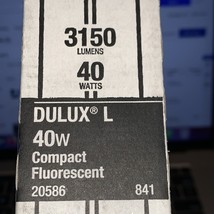 3150
LUMENS
40
WATTS
DULUX® L
40W
Compact
Fluorescent
20586 841